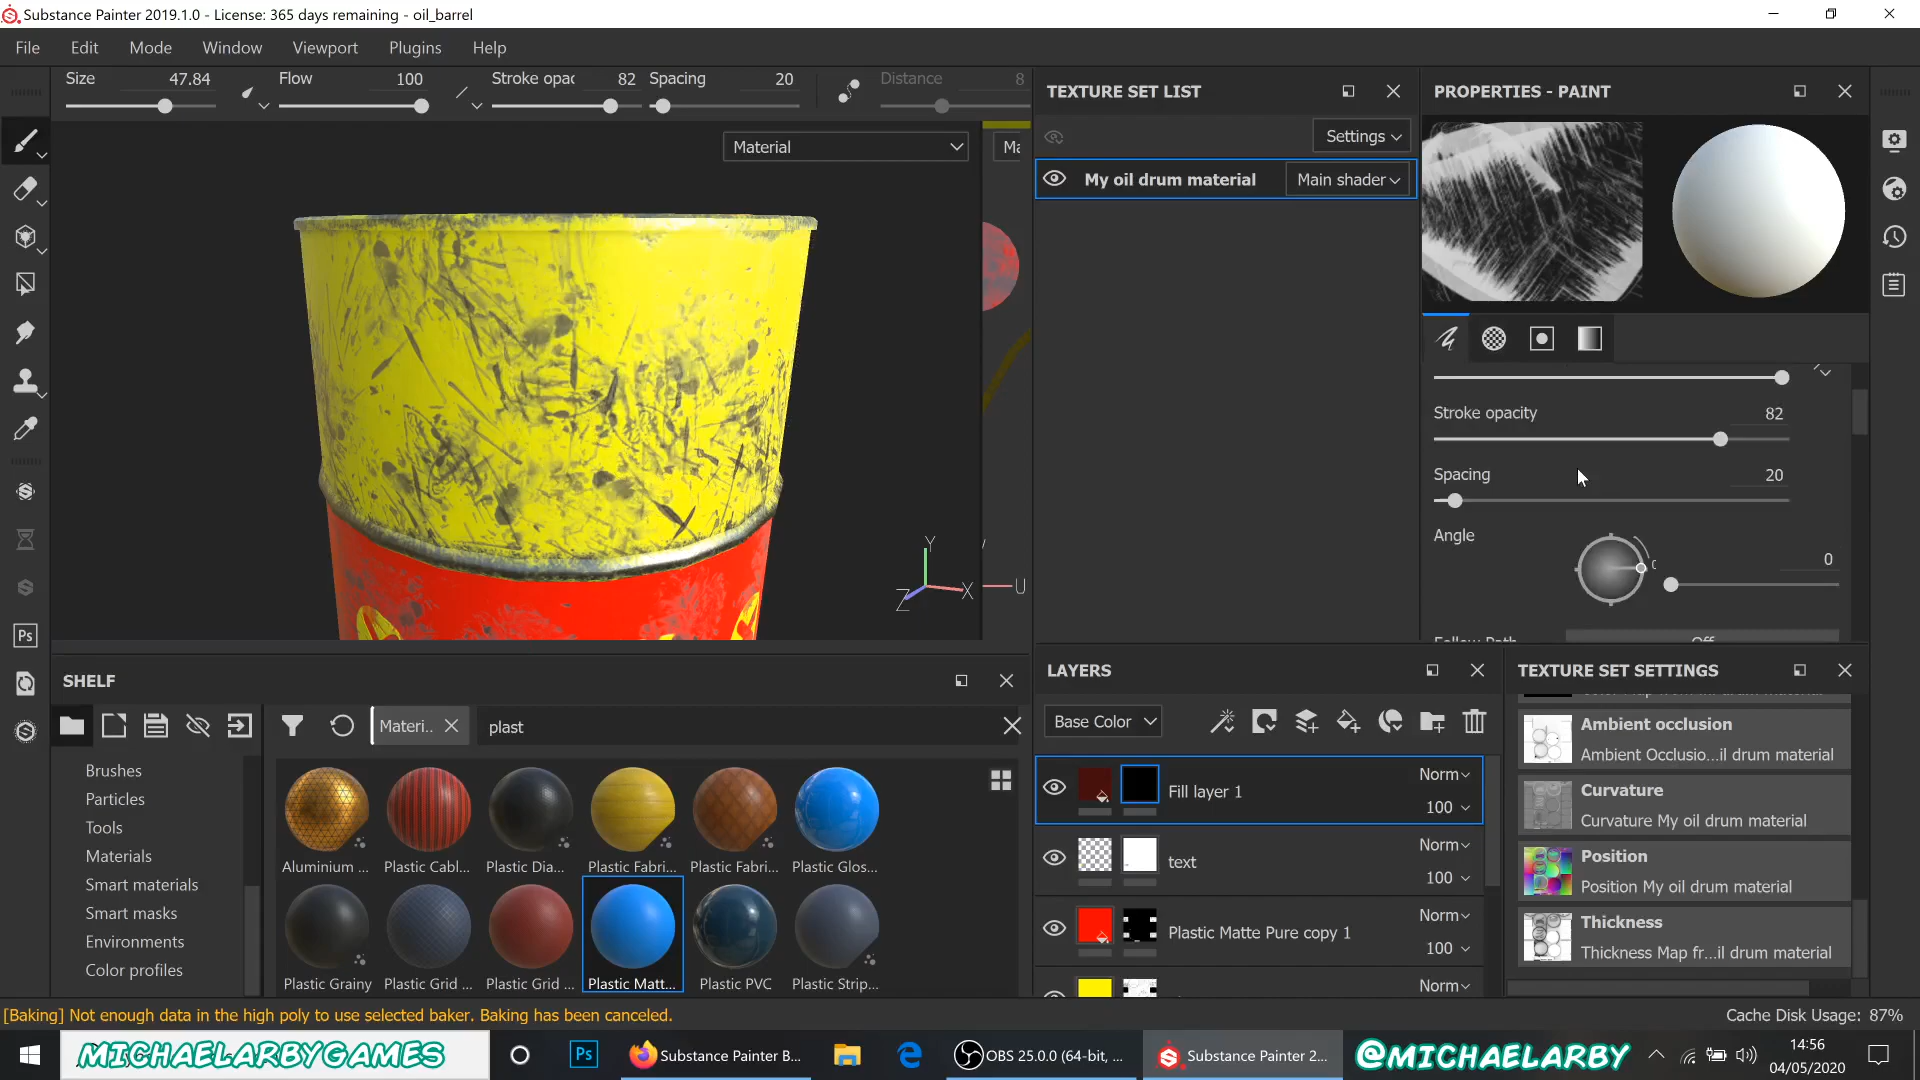 Substance Painter 2019.1.0 - License: 365 days remaining - oil_barrel
File Edit Mode Window Viewport Plugins Help
Size 47.84 Flow 100 Stroke opac 82 Spacing 20 Distance 8
Material
Ma
Y
X
Z
U
TEXTURE SET LIST
Settings
My oil drum material Main shader
PROPERTIES - PAINT
Stroke opacity 82
Spacing 20
Angle 0
SHELF
Materi.. plast
Brushes
Particles
Tools
Materials
Smart materials
Smart masks
Environments
Color profiles
Aluminium ... Plastic Cabl... Plastic Dia... Plastic Fabri... Plastic Fabri... Plastic Glos...
Plastic Grainy Plastic Grid ... Plastic Grid ... Plastic Matt... Plastic PVC Plastic Strip...
LAYERS
Base Color
Norm
Fill layer 1
100
Norm
text
100
Norm
Plastic Matte Pure copy 1
100
Norm
TEXTURE SET SETTINGS
Ambient occlusion
Ambient Occlusio...il drum material
Curvature
Curvature My oil drum material
Position
Position My oil drum material
Thickness
Thickness Map fr...il drum material
[Baking] Not enough data in the high poly to use selected baker. Baking has been canceled.
Cache Disk Usage: 87%
MICHAELARBYGAMES
Ps
Substance Painter B...
OBS 25.0.0 (64-bit, ...
Substance Painter 2...
@MICHAELARBY
14:56
04/05/2020